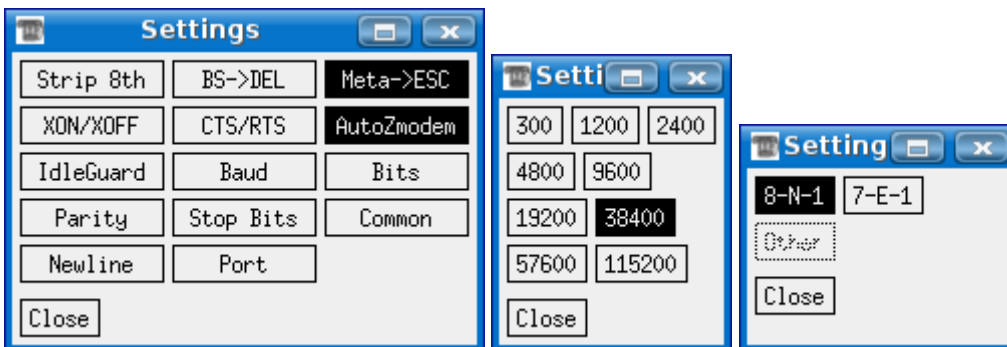 Settings
Strip 8th BS->DEL Meta->ESC
XON/XOFF CTS/RTS AutoZmodem
IdleGuard Baud Bits
Parity Stop Bits Common
Newline Port
Close
Setti
300 1200 2400
4800 9600
19200 38400
57600 115200
Close
Setting
8-N-1 7-E-1
Other
Close